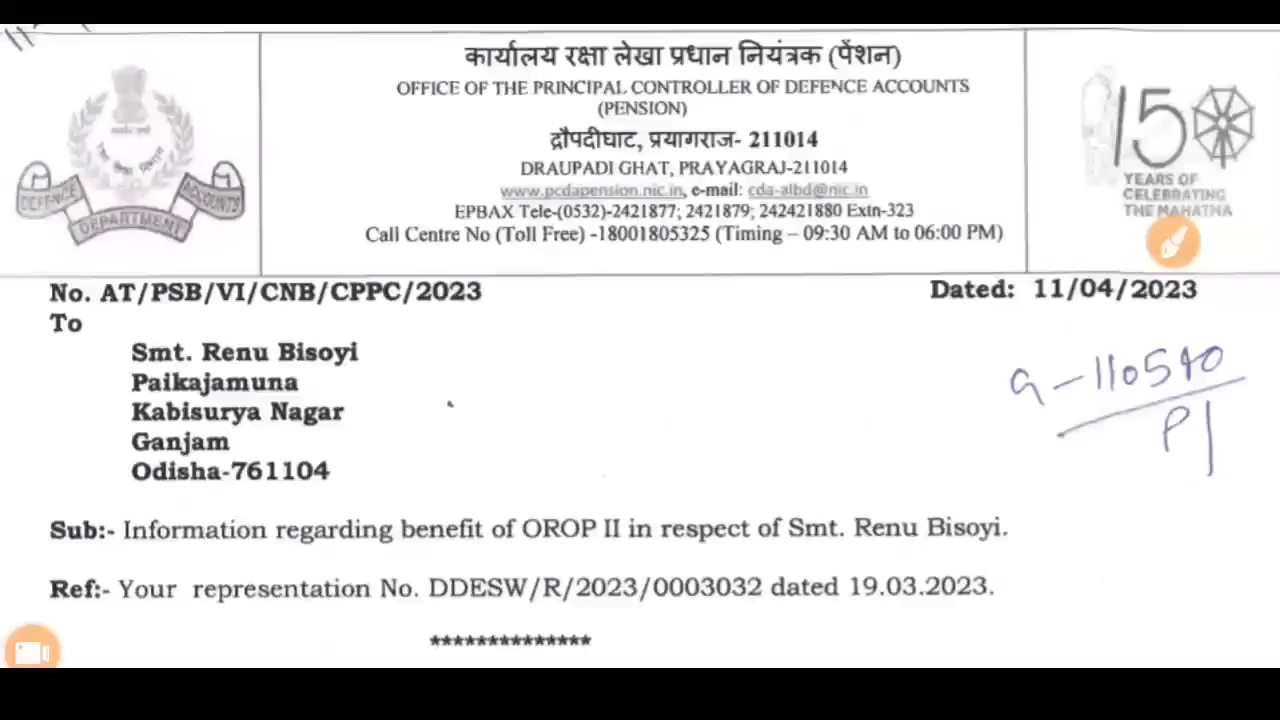 कार्यालय रक्षा लेखा प्रधान नियंत्रक (पेंशन)
OFFICE OF THE PRINCIPAL CONTROLLER OF DEFENCE ACCOUNTS
(PENSION)
द्रौपदीघाट, प्रयागराज- 211014
DRAUPADI GHAT, PRAYAGRAJ-211014
www.pcdapension.nic.in, e-mail: cda-albd@nic.in
EPBAX Tele-(0532)-2421877; 2421879; 242421880 Extn-323
Call Centre No (Toll Free) -18001805325 (Timing – 09:30 AM to 06:00 PM)
DEFENCE ACCOUNTS
DEPARTMENT
150
YEARS OF
CELEBRATING
THE MAHATMA
No. AT/PSB/VI/CNB/CPPC/2023 Dated: 11/04/2023
To
Smt. Renu Bisoyi
Paikajamuna
Kabisurya Nagar
Ganjam
Odisha-761104
Sub:- Information regarding benefit of OROP II in respect of Smt. Renu Bisoyi.
Ref:- Your representation No. DDESW/R/2023/0003032 dated 19.03.2023.
**************